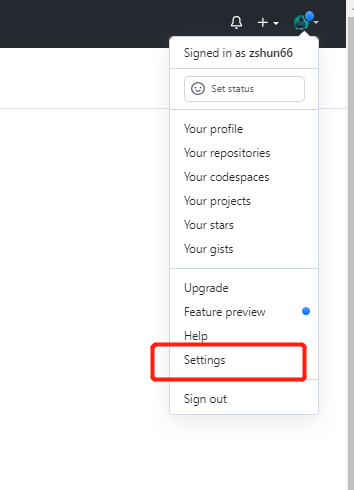 Signed in as zshun66
Set status
Your profile
Your repositories
Your codespaces
Your projects
Your stars
Your gists
Upgrade
Feature preview
Help
Settings
Sign out